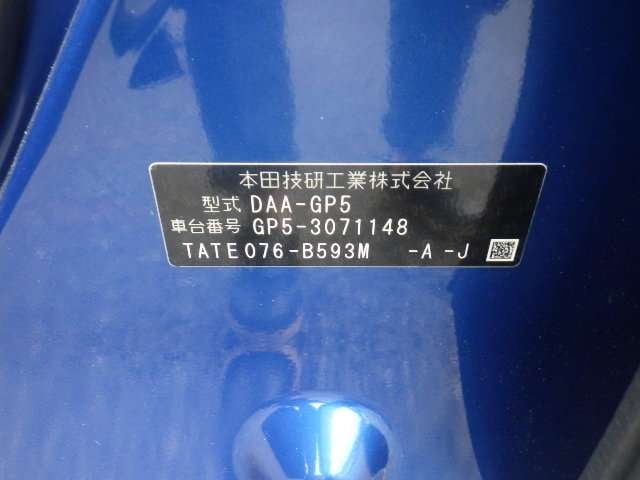 本田技研工業株式会社
型式 DAA-GP5
車台番号 GP5-3071148
TATE076-B593M -A -J